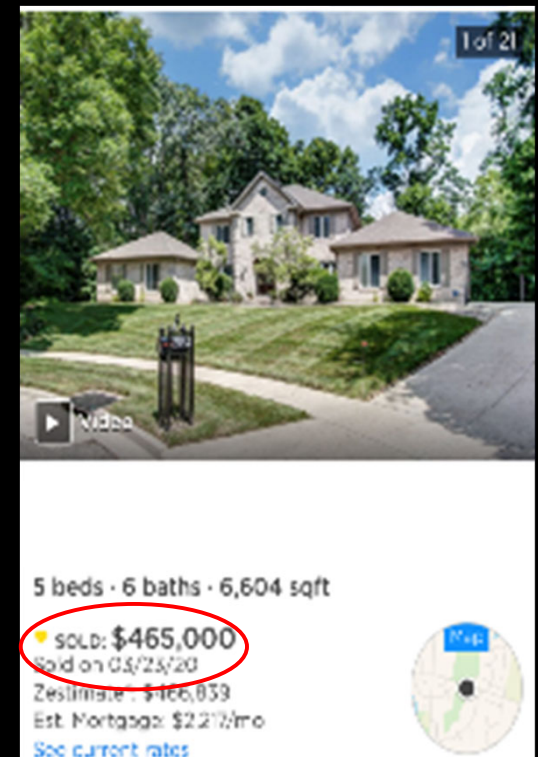 1 of 21
Video
5 beds · 6 baths · 6,604 sqft
SOLD: $465,000
Sold on 03/23/20
Map
Zestimate®: $466,839
Est. Mortgage: $2,217/mo
See current rates